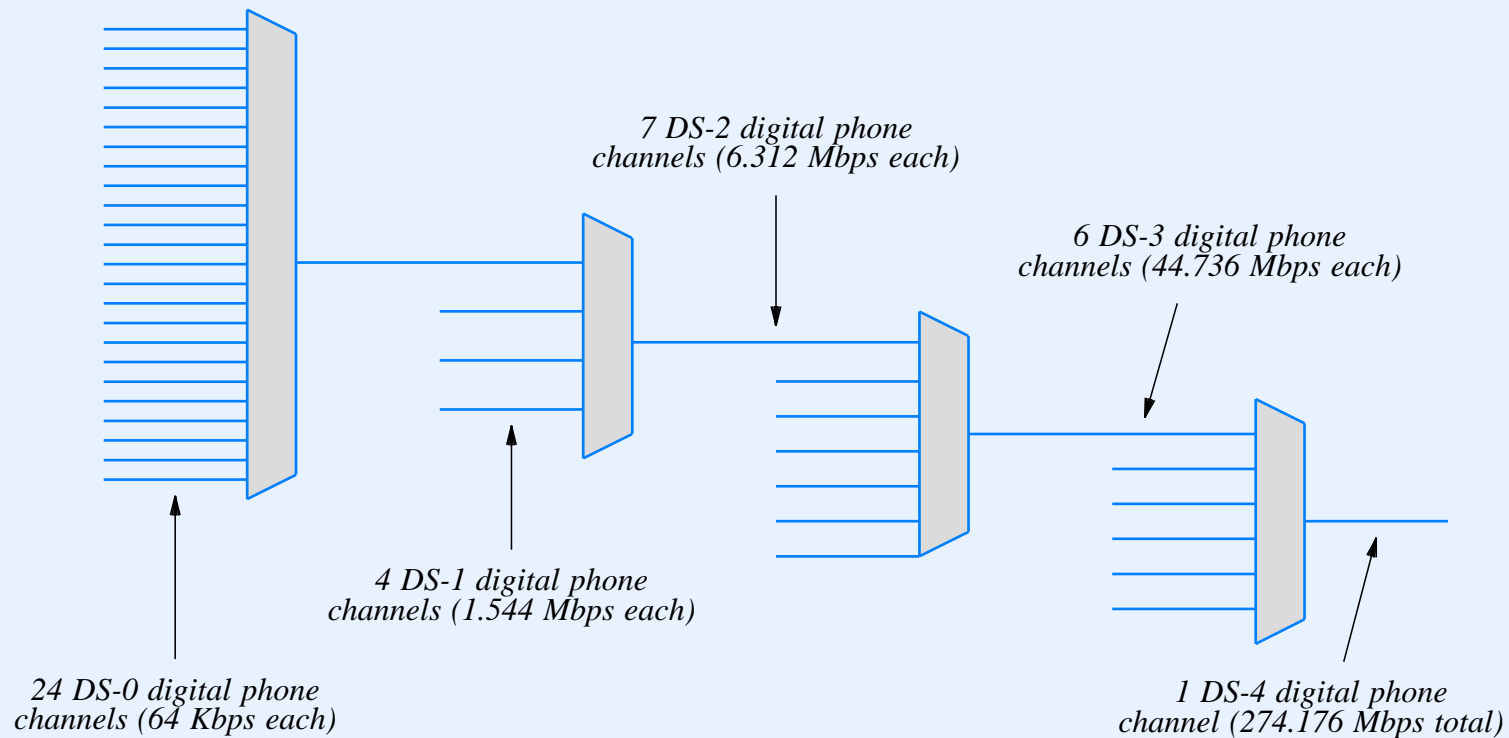 7 DS-2 digital phone
channels (6.312 Mbps each)
6 DS-3 digital phone
channels (44.736 Mbps each)
4 DS-1 digital phone
channels (1.544 Mbps each)
24 DS-0 digital phone
channels (64 Kbps each)
1 DS-4 digital phone
channel (274.176 Mbps total)